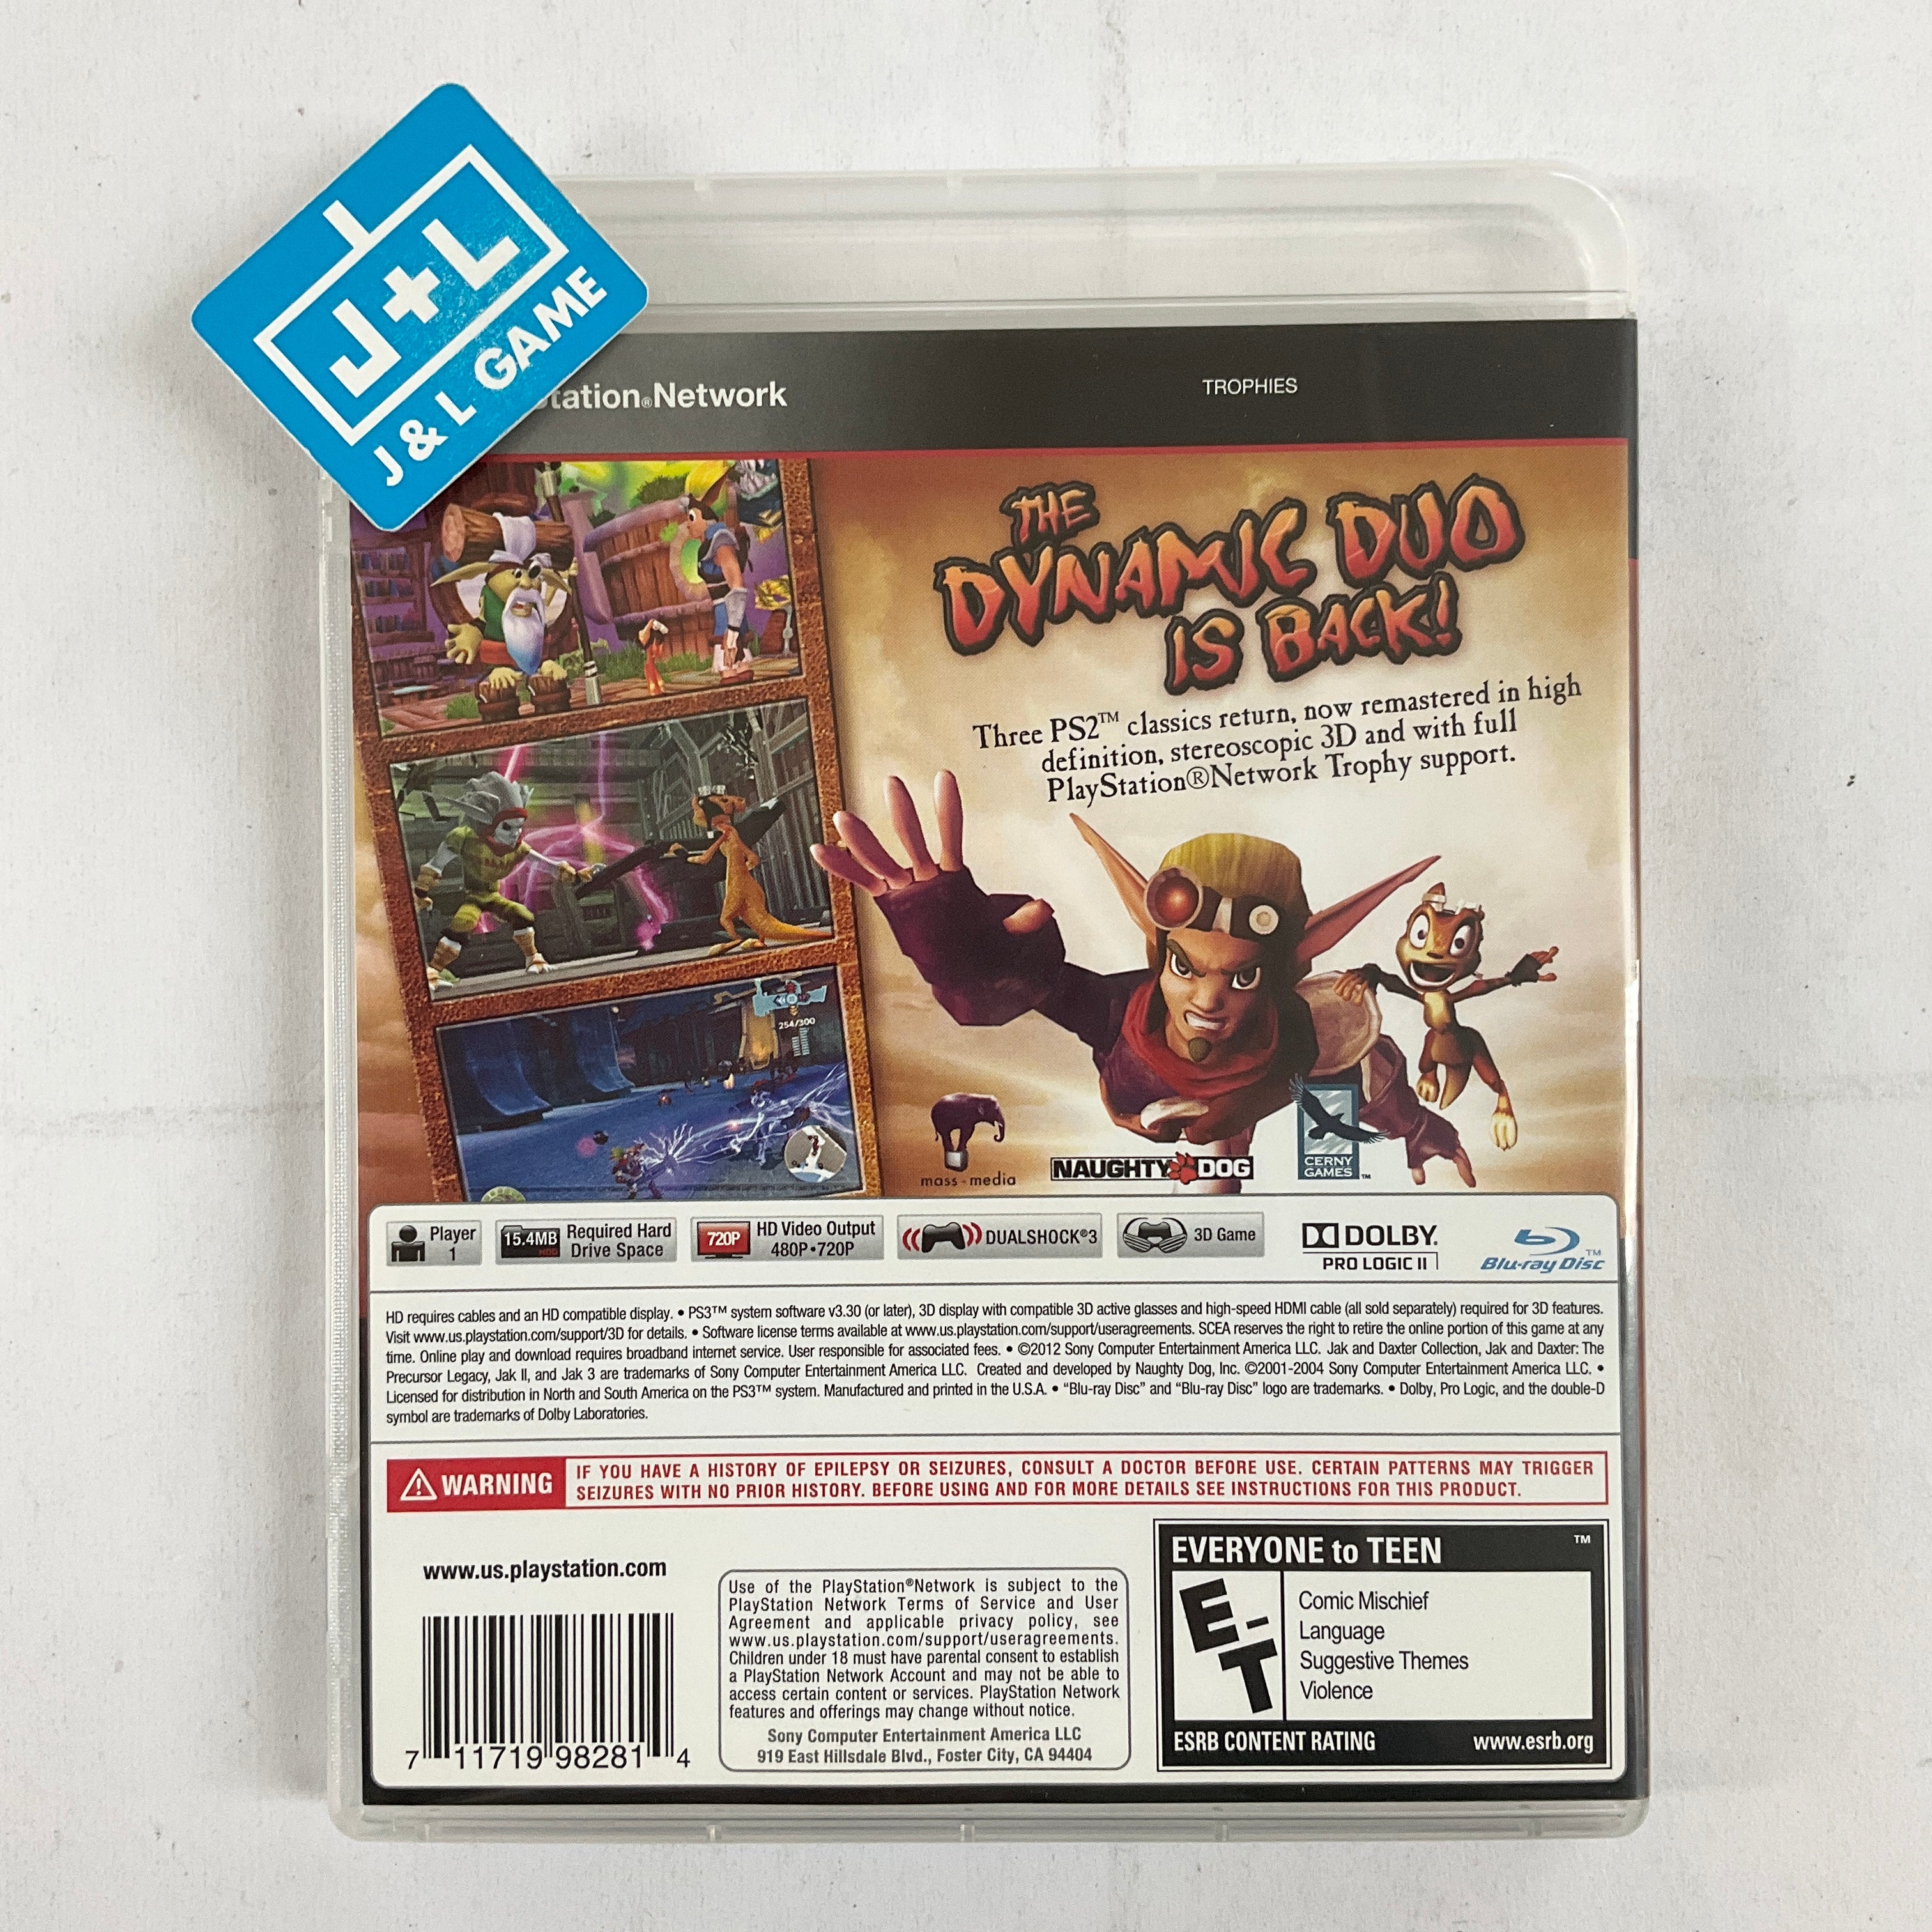 J+L
J & L GAME
tation®Network
TROPHIES
THE
DYNAMIC DUO
IS BACK!
Three PS2™ classics return, now remastered in high
definition, stereoscopic 3D and with full
PlayStation®Network Trophy support.
254/300
mass-media
NAUGHTY DOG
CERNY
GAMES™
Player
1
15.4MB
HDD
Required Hard
Drive Space
720P
HD Video Output
480P•720P
DUALSHOCK®3
3D Game
DOLBY.
PRO LOGIC II
Blu-ray Disc™
HD requires cables and an HD compatible display. • PS3™ system software v3.30 (or later), 3D display with compatible 3D active glasses and high-speed HDMI cable (all sold separately) required for 3D features.
Visit www.us.playstation.com/support/3D for details. • Software license terms available at www.us.playstation.com/support/useragreements. SCEA reserves the right to retire the online portion of this game at any
time. Online play and download requires broadband internet service. User responsible for associated fees. • ©2012 Sony Computer Entertainment America LLC. Jak and Daxter Collection, Jak and Daxter: The
Precursor Legacy, Jak II, and Jak 3 are trademarks of Sony Computer Entertainment America LLC. Created and developed by Naughty Dog, Inc. ©2001-2004 Sony Computer Entertainment America LLC. •
Licensed for distribution in North and South America on the PS3™ system. Manufactured and printed in the U.S.A. • "Blu-ray Disc" and "Blu-ray Disc" logo are trademarks. • Dolby, Pro Logic, and the double-D
symbol are trademarks of Dolby Laboratories.
WARNING
IF YOU HAVE A HISTORY OF EPILEPSY OR SEIZURES, CONSULT A DOCTOR BEFORE USE. CERTAIN PATTERNS MAY TRIGGER
SEIZURES WITH NO PRIOR HISTORY. BEFORE USING AND FOR MORE DETAILS SEE INSTRUCTIONS FOR THIS PRODUCT.
www.us.playstation.com
7 11719 98281 4
Use of the PlayStation®Network is subject to the
PlayStation Network Terms of Service and User
Agreement and applicable privacy policy, see
www.us.playstation.com/support/useragreements.
Children under 18 must have parental consent to establish
a PlayStation Network Account and may not be able to
access certain content or services. PlayStation Network
features and offerings may change without notice.
Sony Computer Entertainment America LLC
919 East Hillsdale Blvd., Foster City, CA 94404
EVERYONE to TEEN ™
E-T
Comic Mischief
Language
Suggestive Themes
Violence
ESRB CONTENT RATING
www.esrb.org